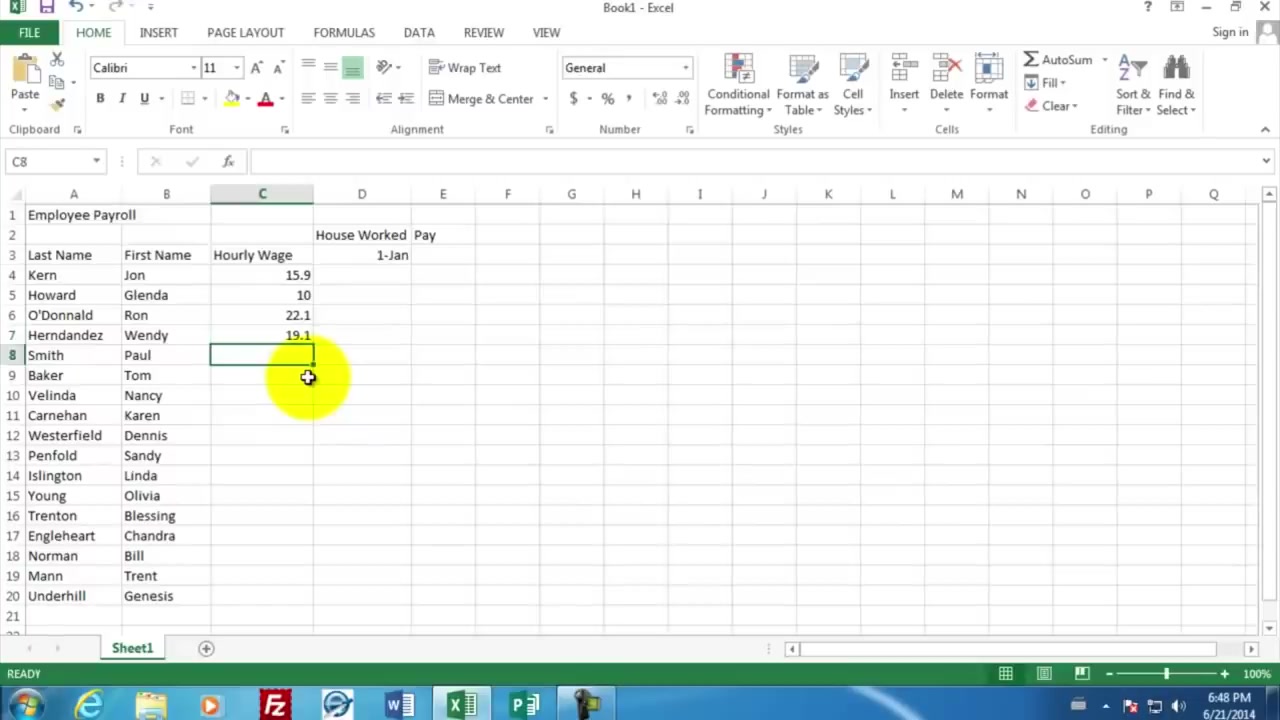 Book1 - Excel
FILE HOME INSERT PAGE LAYOUT FORMULAS DATA REVIEW VIEW Sign in
Calibri 11 Wrap Text General AutoSum
Fill
Paste B I U Merge & Center $ % , Conditional Format as Cell Insert Delete Format Clear Sort & Find &
Formatting Table Styles Filter Select
Clipboard Font Alignment Number Styles Cells Editing
C8 fx
A B C D E F G H I J K L M N O P Q
1 Employee Payroll
2 House Worked Pay
3 Last Name First Name Hourly Wage 1-Jan
4 Kern Jon 15.9
5 Howard Glenda 10
6 O'Donnald Ron 22.1
7 Herndandez Wendy 19.1
8 Smith Paul
9 Baker Tom
10 Velinda Nancy
11 Carnehan Karen
12 Westerfield Dennis
13 Penfold Sandy
14 Islington Linda
15 Young Olivia
16 Trenton Blessing
17 Engleheart Chandra
18 Norman Bill
19 Mann Trent
20 Underhill Genesis
21
Sheet1
READY 100%
6:48 PM
6/21/2014